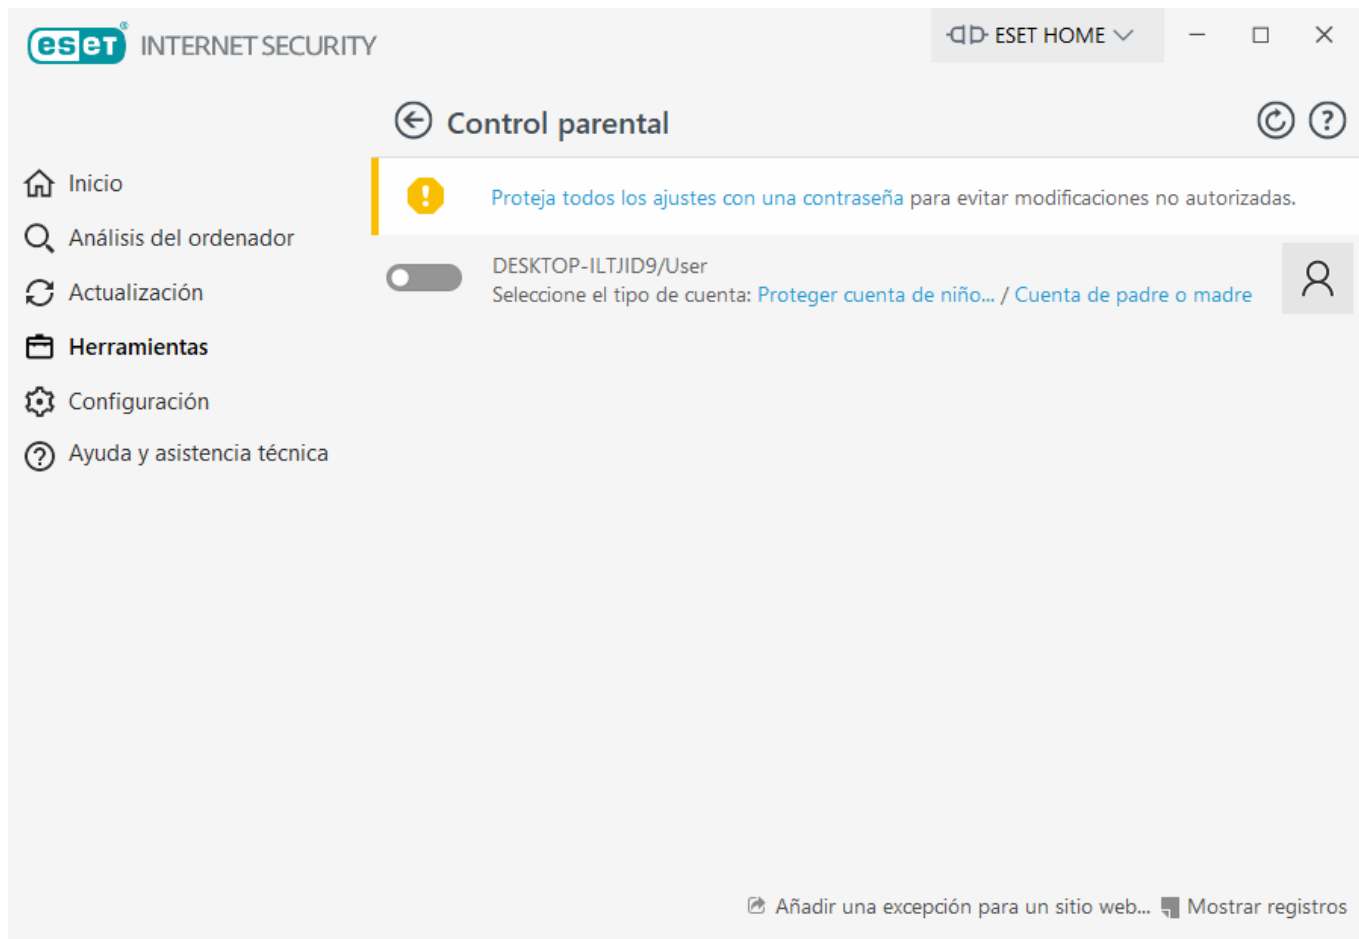 eset® INTERNET SECURITY
ESET HOME
Control parental
Inicio
Análisis del ordenador
Actualización
Herramientas
Configuración
Ayuda y asistencia técnica
Proteja todos los ajustes con una contraseña para evitar modificaciones no autorizadas.
DESKTOP-ILTJID9/User
Seleccione el tipo de cuenta: Proteger cuenta de niño... / Cuenta de padre o madre
Añadir una excepción para un sitio web... Mostrar registros